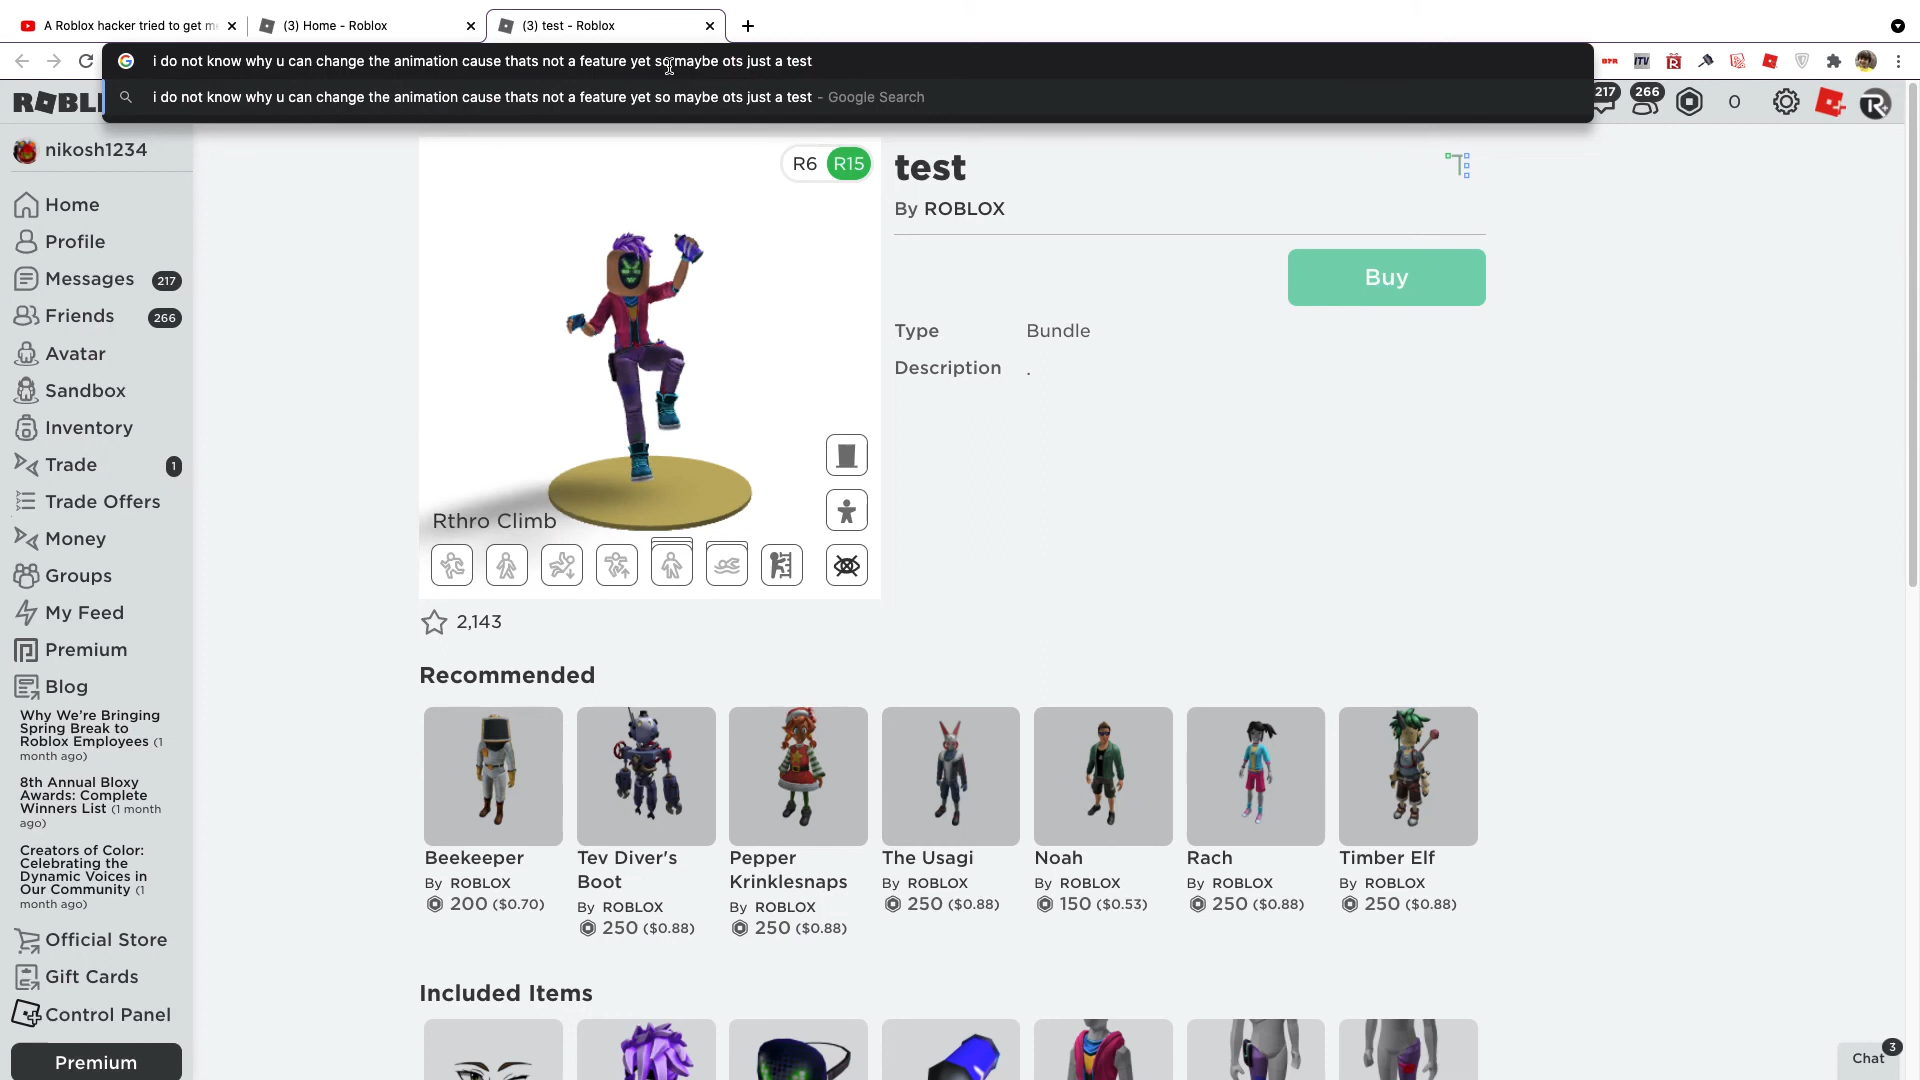 A Roblox hacker tried to get me
(3) Home - Roblox
(3) test - Roblox
i do not know why u can change the animation cause thats not a feature yet so maybe ots just a test
i do not know why u can change the animation cause thats not a feature yet so maybe ots just a test - Google Search
ROBL
217
266
0
nikosh1234
Home
Profile
Messages 217
Friends 266
Avatar
Sandbox
Inventory
Trade 1
Trade Offers
Money
Groups
My Feed
Premium
Blog
Why We're Bringing
Spring Break to
Roblox Employees (1
month ago)
8th Annual Bloxy
Awards: Complete
Winners List (1 month
ago)
Creators of Color:
Celebrating the
Dynamic Voices in
Our Community (1
month ago)
Official Store
Gift Cards
Control Panel
Premium
R6 R15
Rthro Climb
2,143
test
By ROBLOX
Buy
Type Bundle
Description .
Recommended
Beekeeper
By ROBLOX
200 ($0.70)
Tev Diver's
Boot
By ROBLOX
250 ($0.88)
Pepper
Krinklesnaps
By ROBLOX
250 ($0.88)
The Usagi
By ROBLOX
250 ($0.88)
Noah
By ROBLOX
150 ($0.53)
Rach
By ROBLOX
250 ($0.88)
Timber Elf
By ROBLOX
250 ($0.88)
Included Items
Chat 3